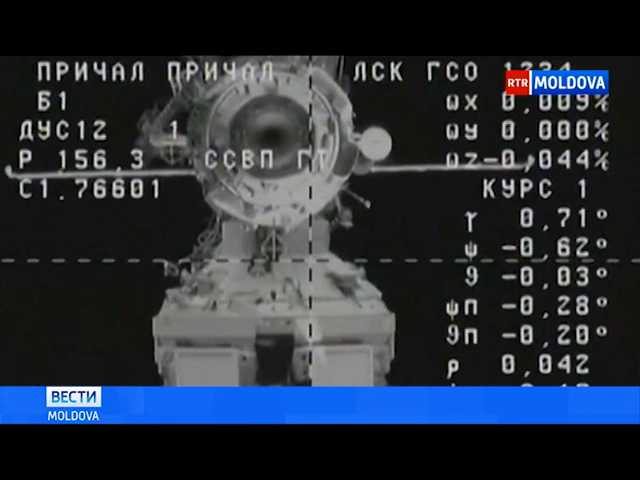 ПРИЧАЛ ПРИЧАЛ ЛСК ГСО
RTR MOLDOVA
Б1
ωX 0,009%
ДУС12 1
ωУ 0,000%
Р 156,3 ССВП ГТ
ωZ-0,044%
С1.76601
КУРС 1
γ 0,71°
ψ -0,62°
ϑ -0,03°
ψП -0,28°
ϑП -0,20°
ρ 0,042
ВЕСТИ
MOLDOVA